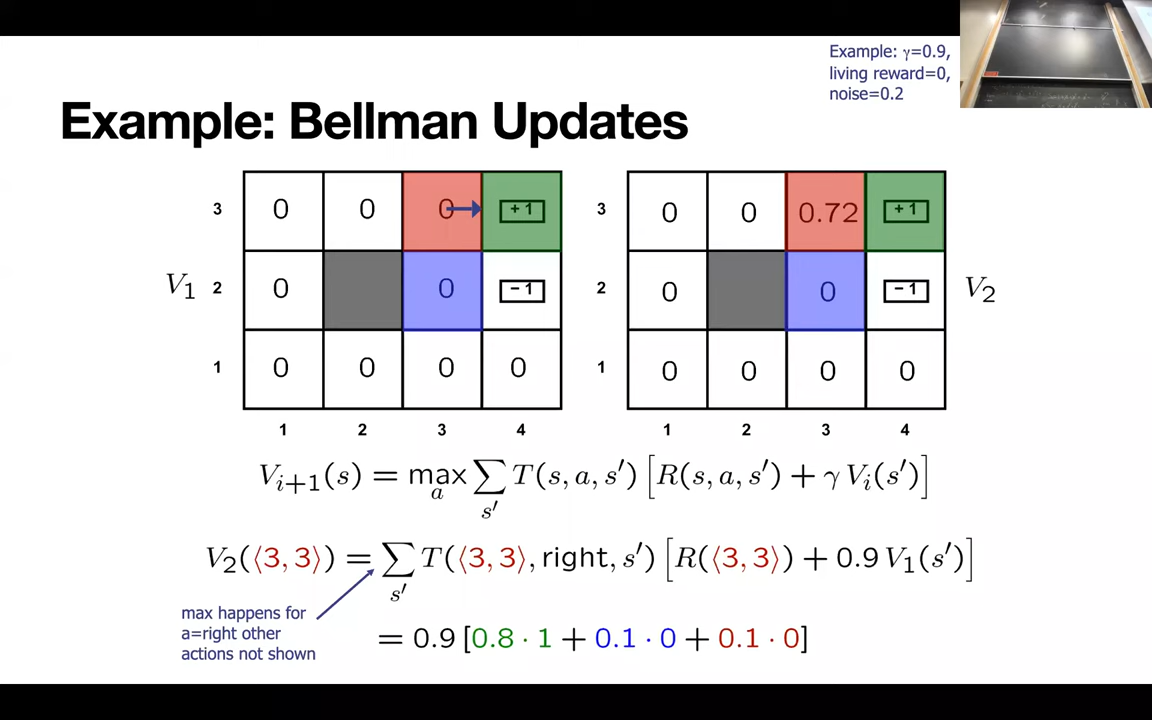 Example: γ=0.9,
living reward=0,
noise=0.2
Example: Bellman Updates
3 0 0 0 +1
V₁ 2 0 0 −1
1 0 0 0 0
1 2 3 4
3 0 0 0.72 +1
2 0 0 −1 V₂
1 0 0 0 0
1 2 3 4
Vᵢ₊₁(s) = max_a ∑_{s′} T(s, a, s′) [R(s, a, s′) + γ Vᵢ(s′)]
V₂(⟨3, 3⟩) = ∑_{s′} T(⟨3, 3⟩, right, s′) [R(⟨3, 3⟩) + 0.9 V₁(s′)]
max happens for
a=right other
actions not shown
= 0.9 [0.8 · 1 + 0.1 · 0 + 0.1 · 0]